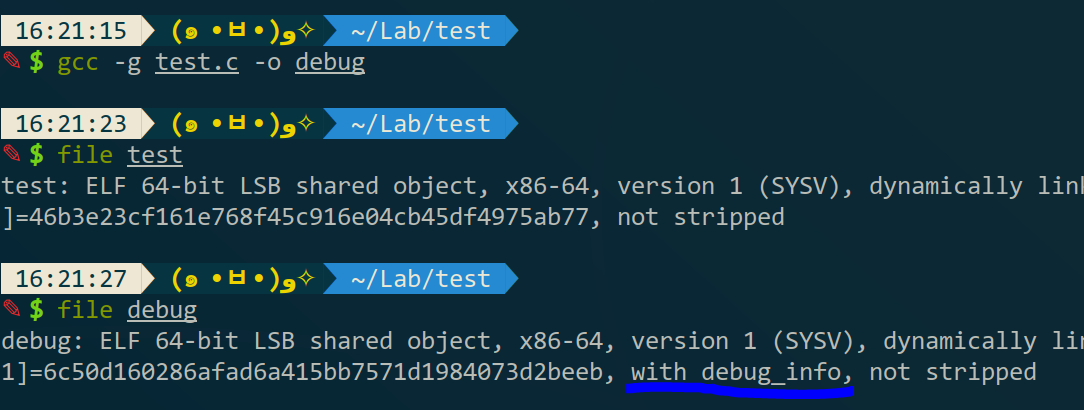 16:21:15 (๑ •ㅂ•)و✧ ~/Lab/test
✎ $ gcc -g test.c -o debug
16:21:23 (๑ •ㅂ•)و✧ ~/Lab/test
✎ $ file test
test: ELF 64-bit LSB shared object, x86-64, version 1 (SYSV), dynamically link
]=46b3e23cf161e768f45c916e04cb45df4975ab77, not stripped
16:21:27 (๑ •ㅂ•)و✧ ~/Lab/test
✎ $ file debug
debug: ELF 64-bit LSB shared object, x86-64, version 1 (SYSV), dynamically lin
1]=6c50d160286afad6a415bb7571d1984073d2beeb, with debug_info, not stripped